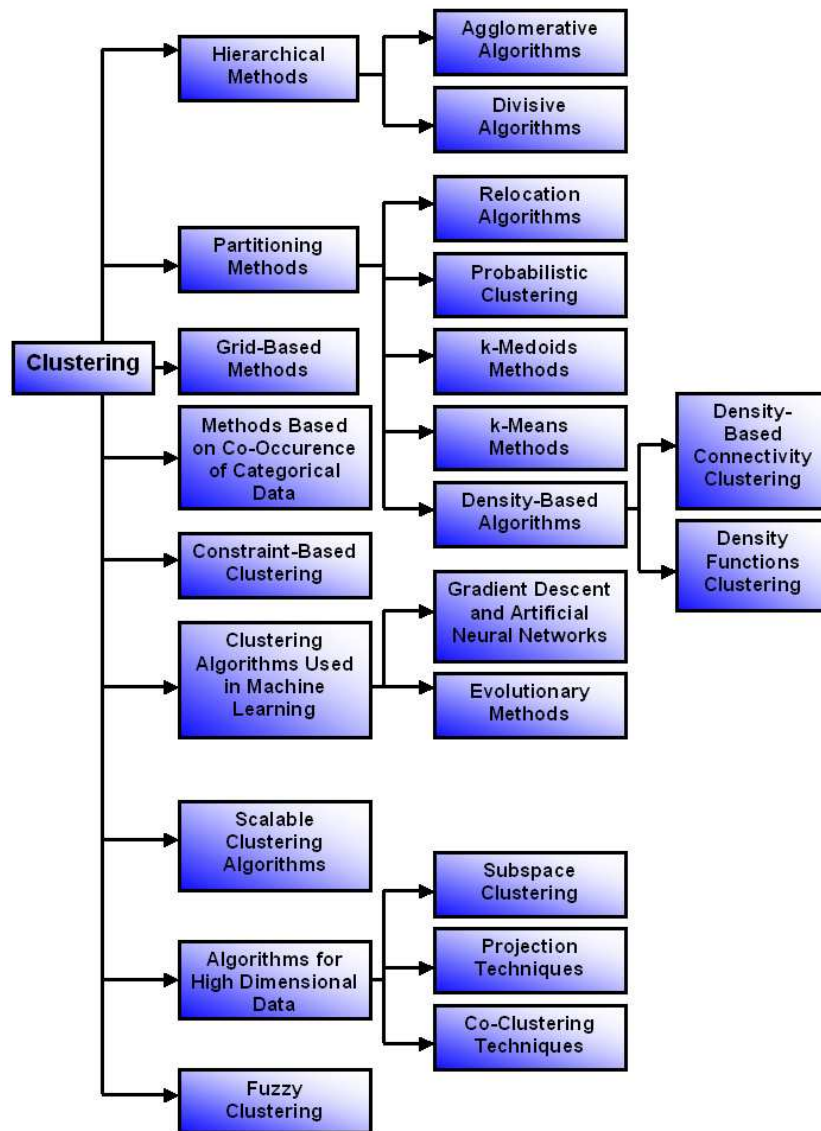 Clustering
Hierarchical
Methods
Agglomerative
Algorithms
Divisive
Algorithms
Partitioning
Methods
Relocation
Algorithms
Probabilistic
Clustering
k-Medoids
Methods
k-Means
Methods
Density-Based
Algorithms
Density-
Based
Connectivity
Clustering
Density
Functions
Clustering
Grid-Based
Methods
Methods Based
on Co-Occurence
of Categorical
Data
Constraint-Based
Clustering
Clustering
Algorithms Used
in Machine
Learning
Gradient Descent
and Artificial
Neural Networks
Evolutionary
Methods
Scalable
Clustering
Algorithms
Algorithms for
High Dimensional
Data
Subspace
Clustering
Projection
Techniques
Co-Clustering
Techniques
Fuzzy
Clustering